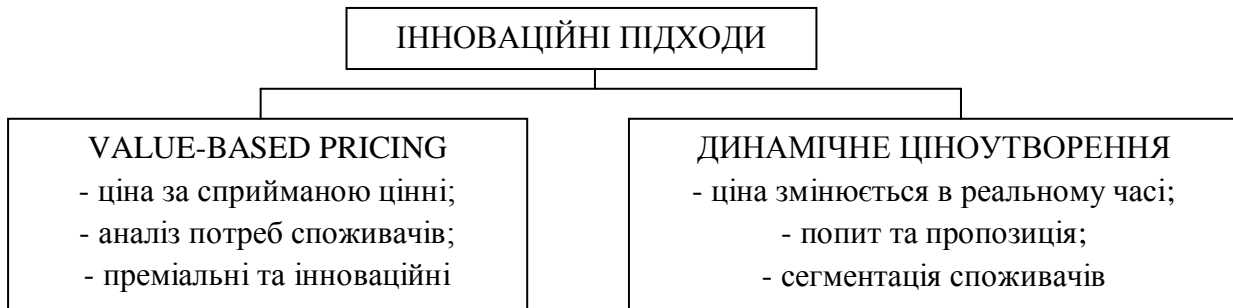 ІННОВАЦІЙНІ ПІДХОДИ
VALUE-BASED PRICING
- ціна за сприйманою цінні;
- аналіз потреб споживачів;
- преміальні та інноваційні
ДИНАМІЧНЕ ЦІНОУТВОРЕННЯ
- ціна змінюється в реальному часі;
- попит та пропозиція;
- сегментація споживачів